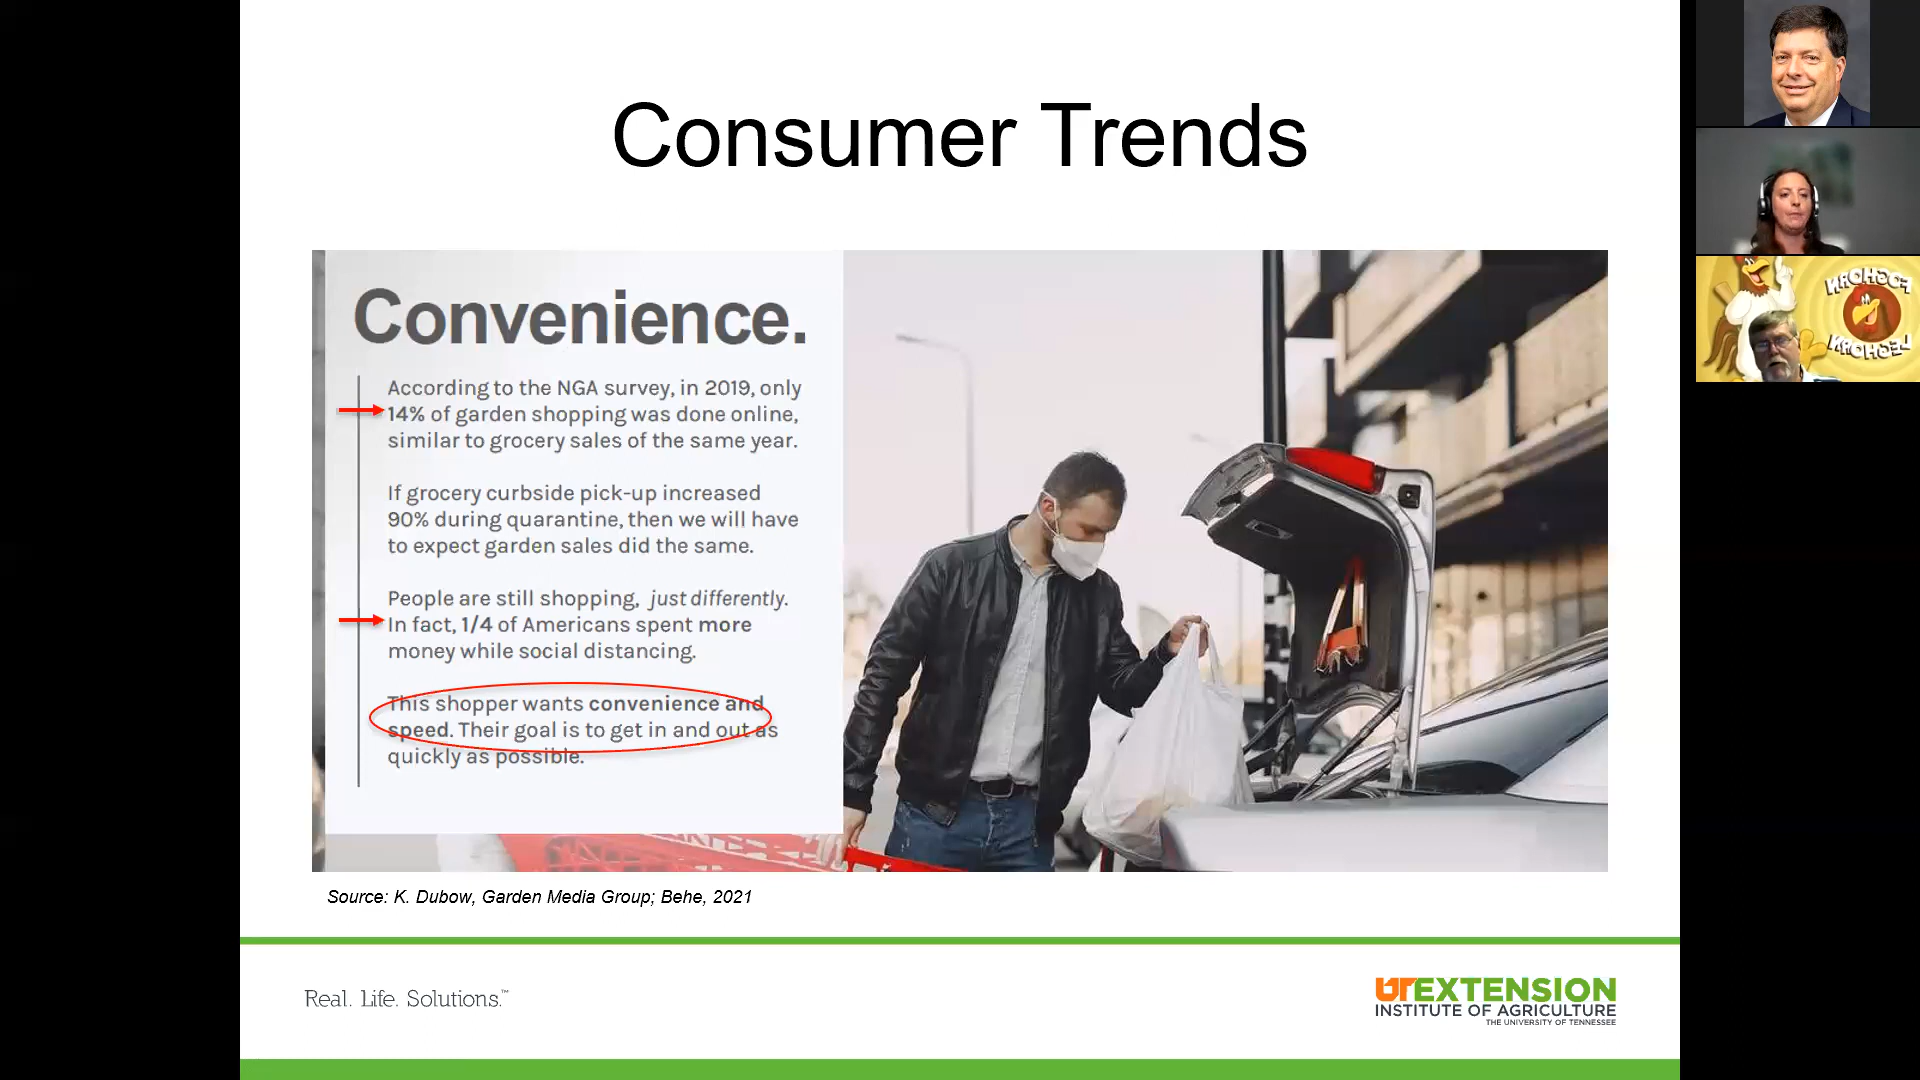 Consumer Trends
Convenience.
According to the NGA survey, in 2019, only
14% of garden shopping was done online,
similar to grocery sales of the same year.
If grocery curbside pick-up increased
90% during quarantine, then we will have
to expect garden sales did the same.
People are still shopping, just differently.
In fact, 1/4 of Americans spent more
money while social distancing.
This shopper wants convenience and
speed. Their goal is to get in and out as
quickly as possible.
Source: K. Dubow, Garden Media Group; Behe, 2021
Real. Life. Solutions.™
UTEXTENSION
INSTITUTE OF AGRICULTURE
THE UNIVERSITY OF TENNESSEE
FOGHORN
LEGHORN